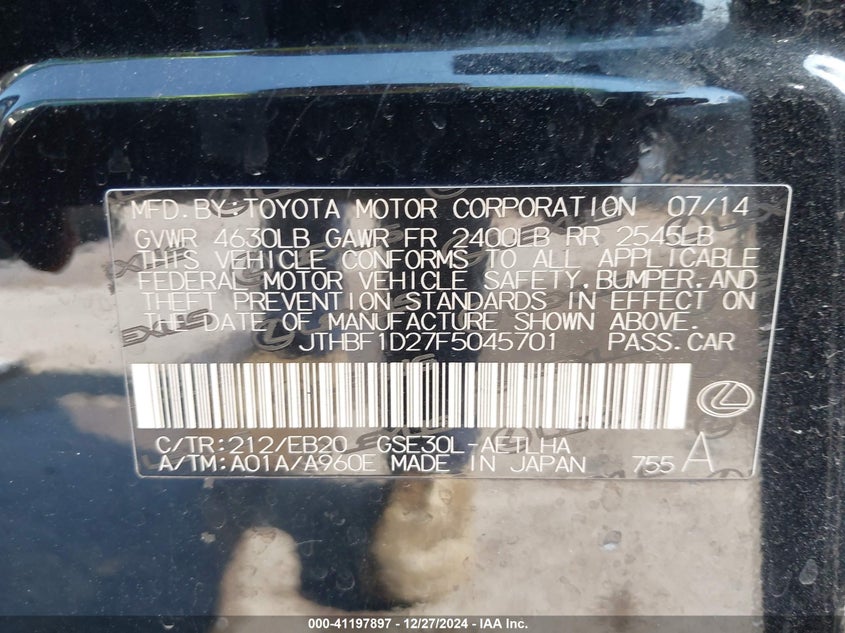 MFD.BY:TOYOTA MOTOR CORPORATION 07/14
GVWR 4630LB GAWR FR 2400LB RR 2545LB
THIS VEHICLE CONFORMS TO ALL APPLICABLE
FEDERAL MOTOR VEHICLE SAFETY,BUMPER,AND
THEFT PREVENTION STANDARDS IN EFFECT ON
THE DATE OF MANUFACTURE SHOWN ABOVE.
JTHBF1D27F5045701 PASS.CAR
C/TR:212/EB20 GSE30L-AETLHA
A/TM:A01A/A960E MADE IN JAPAN 755 A
000-41197897 - 12/27/2024 - IAA Inc.